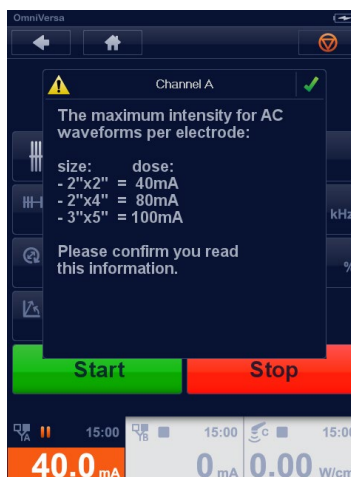 OmniVersa
Channel A
The maximum intensity for AC
waveforms per electrode:
size: dose:
- 2"x2" = 40mA
- 2"x4" = 80mA
- 3"x5" =100mA
Please confirm you read
this information.
kHz
%
Start Stop
YA 15:00 YB 15:00 C 15:00
40.0 mA 0 mA 0.00 W/cm